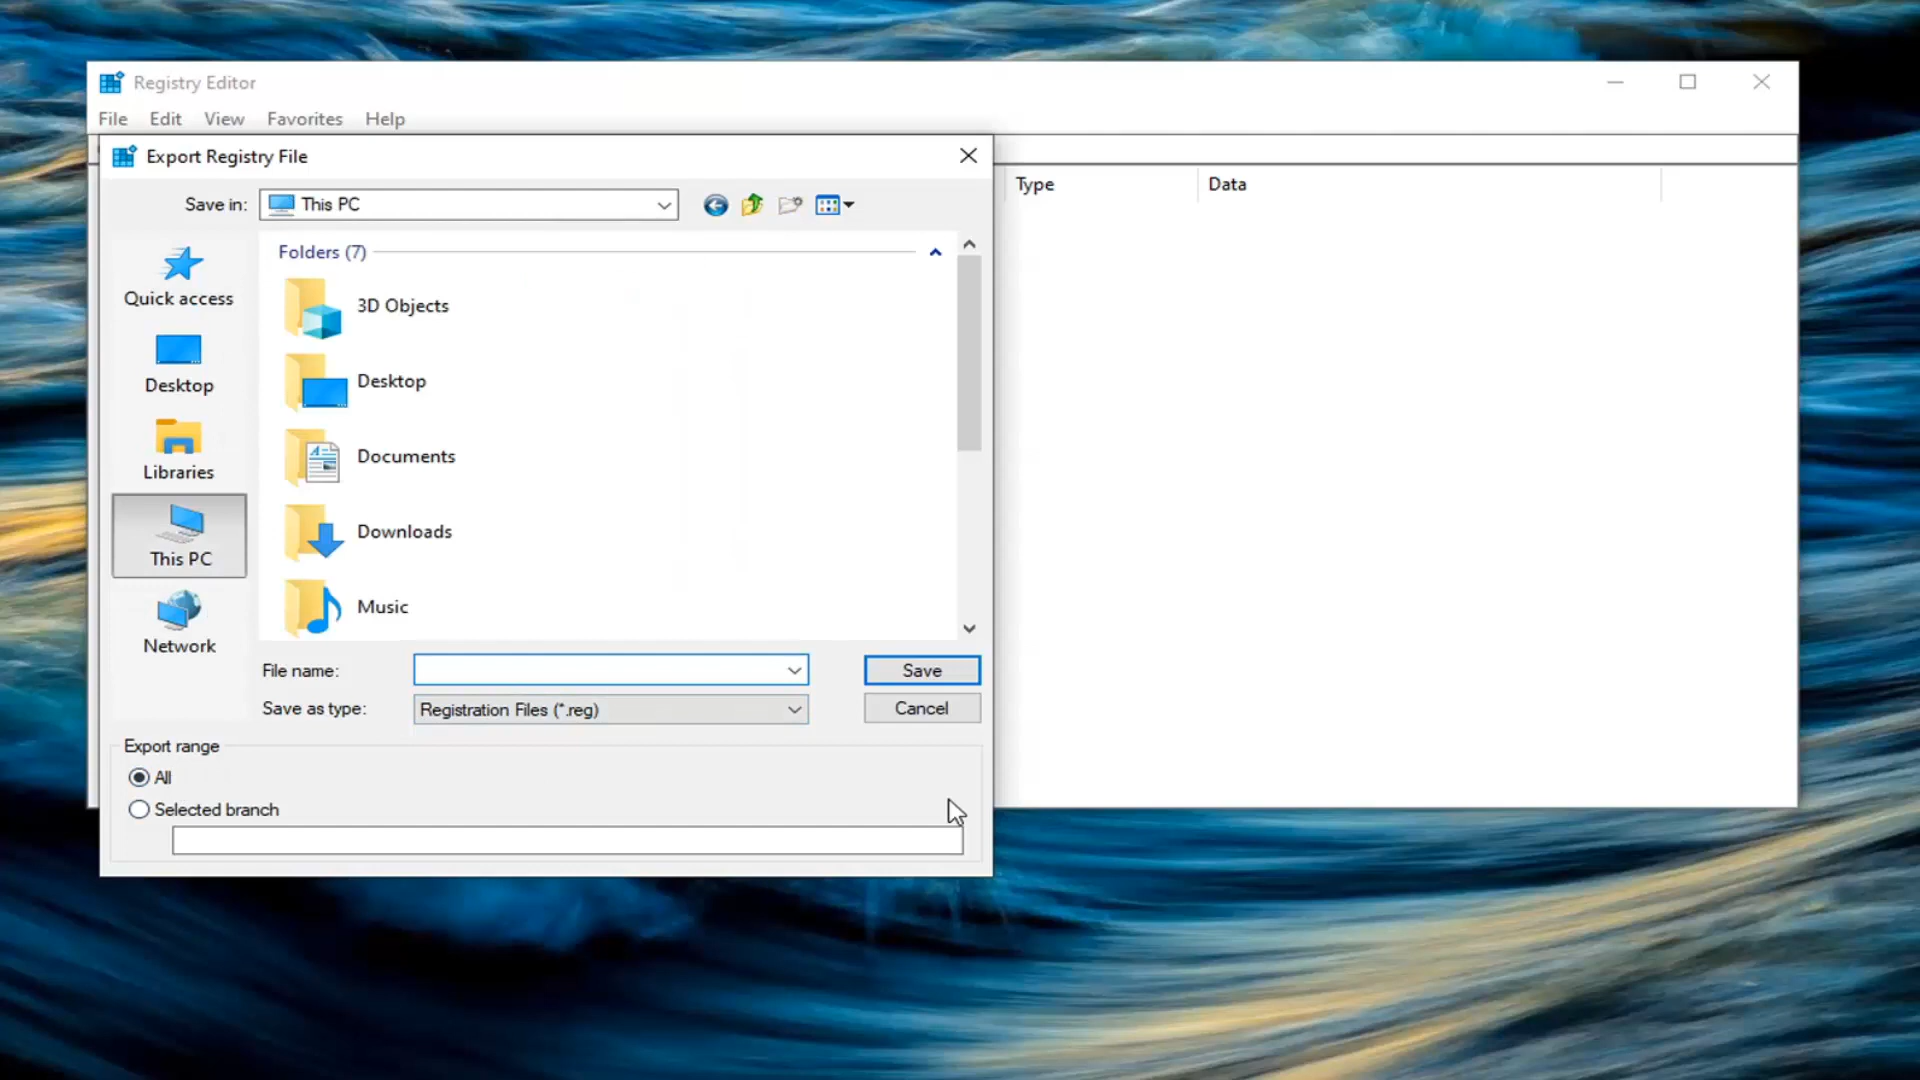 Registry Editor
File Edit View Favorites Help
Export Registry File
Save in: This PC
Type Data
Folders (7)
Quick access
3D Objects
Desktop
Desktop
Libraries
Documents
This PC
Downloads
Network
Music
File name: Save
Save as type: Registration Files (*.reg) Cancel
Export range
All
Selected branch